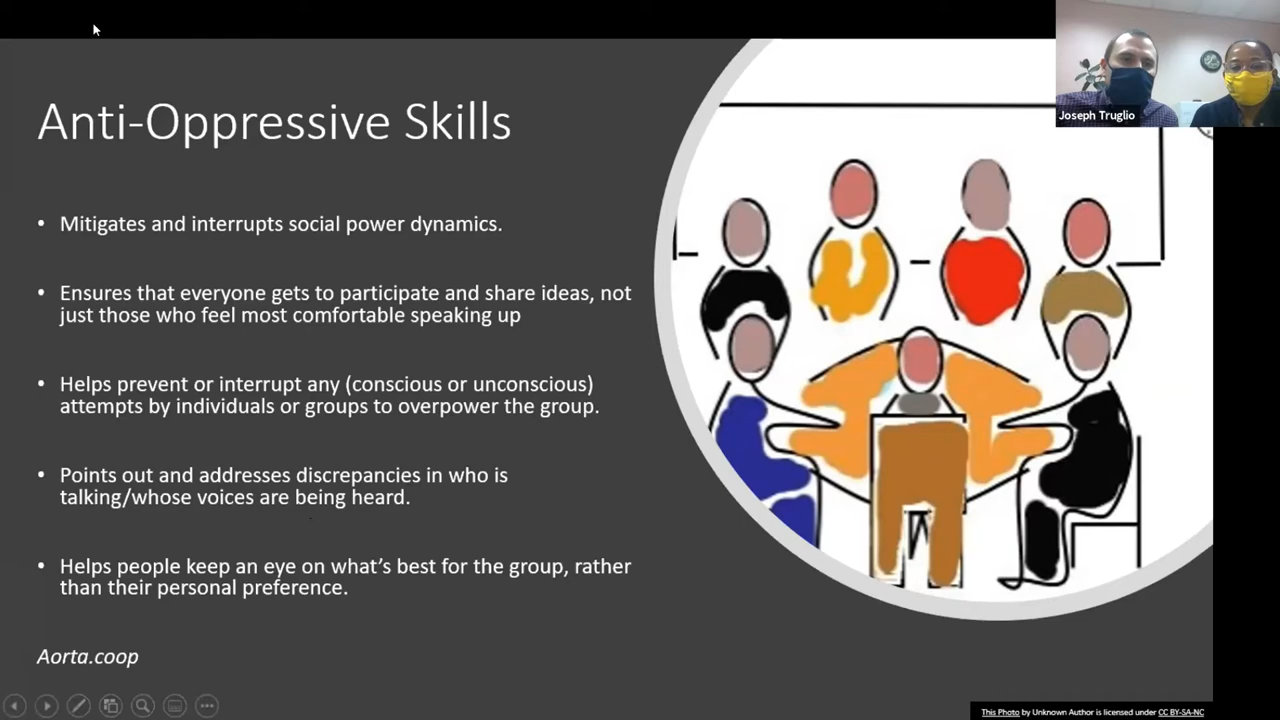 Joseph Truglio
Anti-Oppressive Skills
• Mitigates and interrupts social power dynamics.
• Ensures that everyone gets to participate and share ideas, not
just those who feel most comfortable speaking up
• Helps prevent or interrupt any (conscious or unconscious)
attempts by individuals or groups to overpower the group.
• Points out and addresses discrepancies in who is
talking/whose voices are being heard.
• Helps people keep an eye on what’s best for the group, rather
than their personal preference.
Aorta.coop
This Photo by Unknown Author is licensed under CC BY-SA-NC